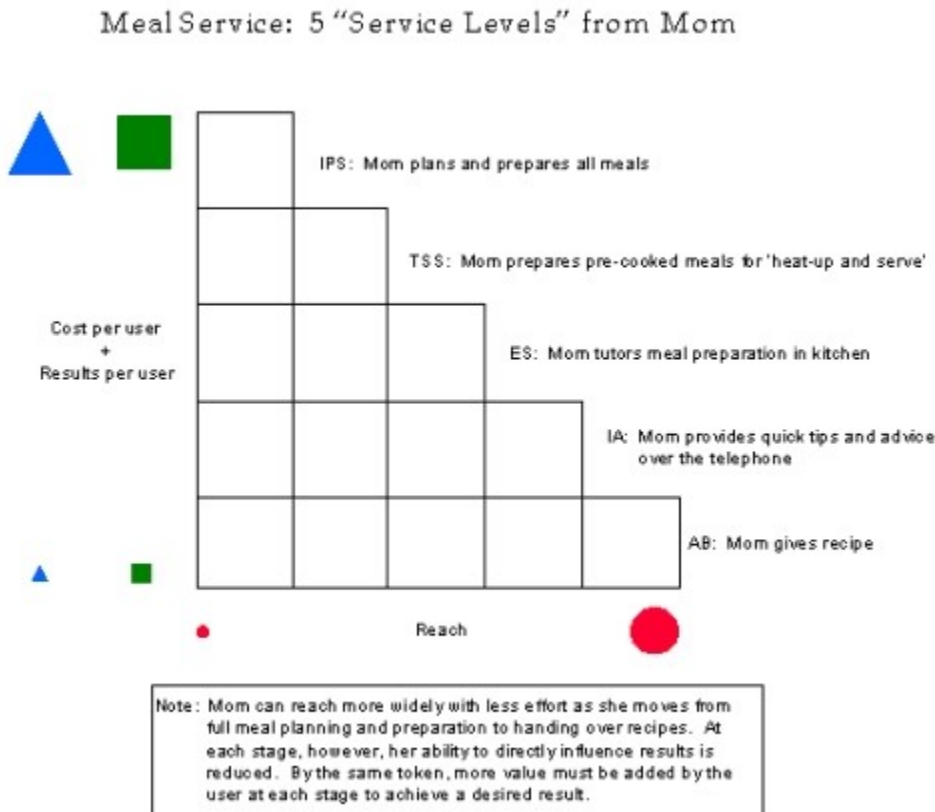 Meal Service: 5 "Service Levels" from Mom
IPS: Mom plans and prepares all meals
TSS: Mom prepares pre-cooked meals for 'heat-up and serve'
Cost per user
+
Results per user
ES: Mom tutors meal preparation in kitchen
IA: Mom provides quick tips and advice
over the telephone
AB: Mom gives recipe
Reach
Note: Mom can reach more widely with less effort as she moves from
full meal planning and preparation to handing over recipes. At
each stage, however, her ability to directly influence results is
reduced. By the same token, more value must be added by the
user at each stage to achieve a desired result.